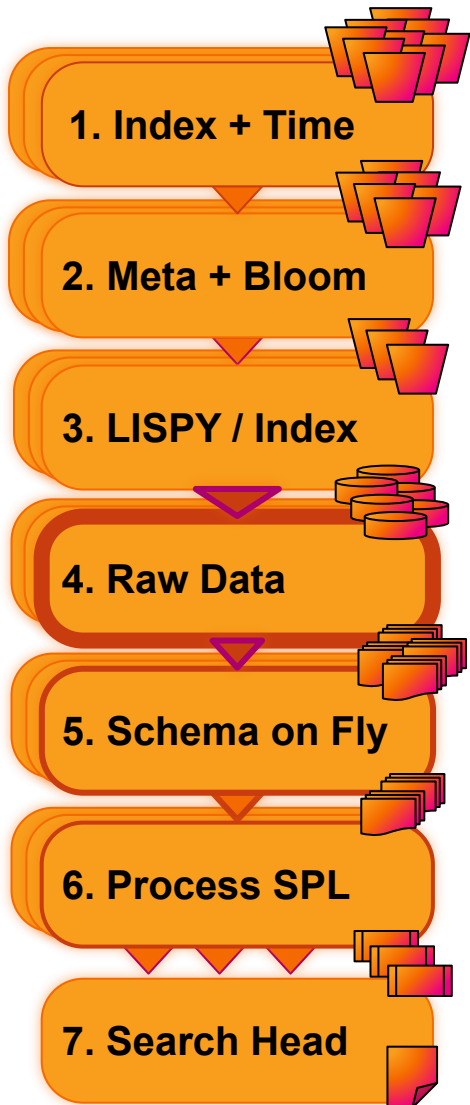 1. Index + Time
2. Meta + Bloom
3. LISPY / Index
4. Raw Data
5. Schema on Fly
6. Process SPL
7. Search Head